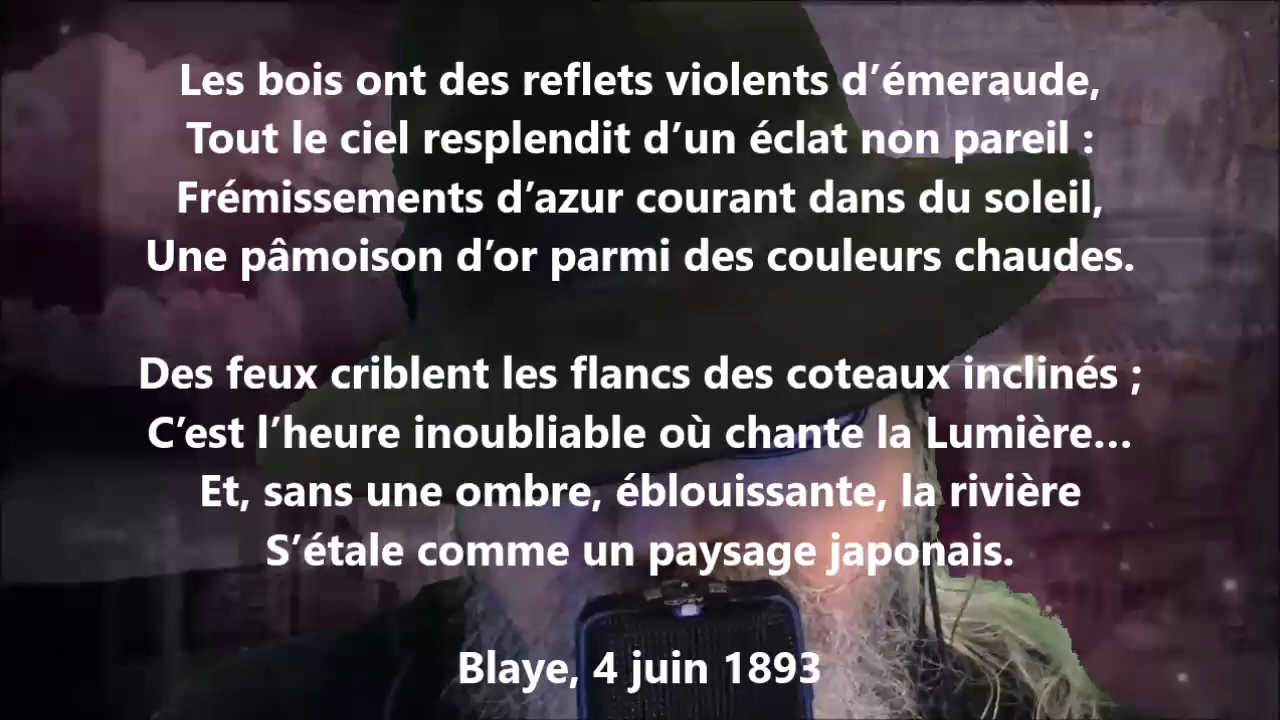 Les bois ont des reflets violents d’émeraude,
Tout le ciel resplendit d’un éclat non pareil :
Frémissements d’azur courant dans du soleil,
Une pâmoison d’or parmi des couleurs chaudes.
Des feux criblent les flancs des coteaux inclinés ;
C’est l’heure inoubliable où chante la Lumière...
Et, sans une ombre, éblouissante, la rivière
S’étale comme un paysage japonais.
Blaye, 4 juin 1893